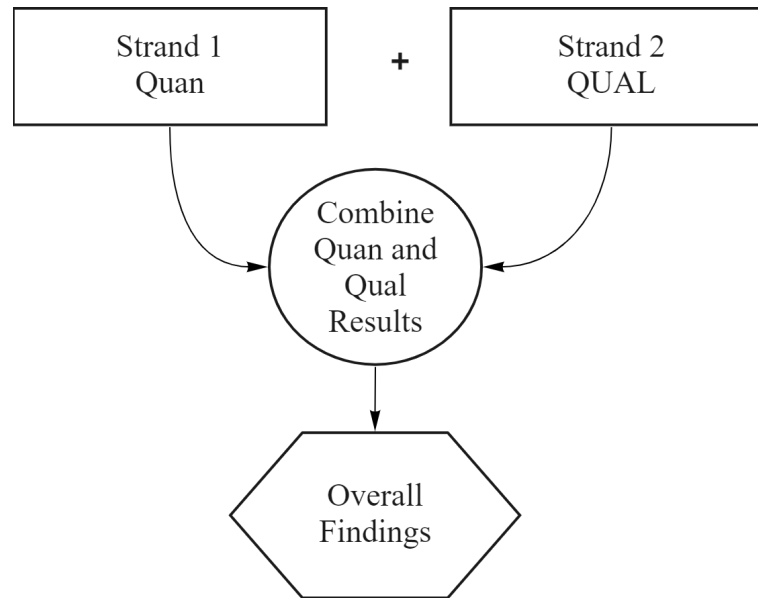 Strand 1
Quan
+
Strand 2
QUAL
Combine
Quan and
Qual
Results
Overall
Findings